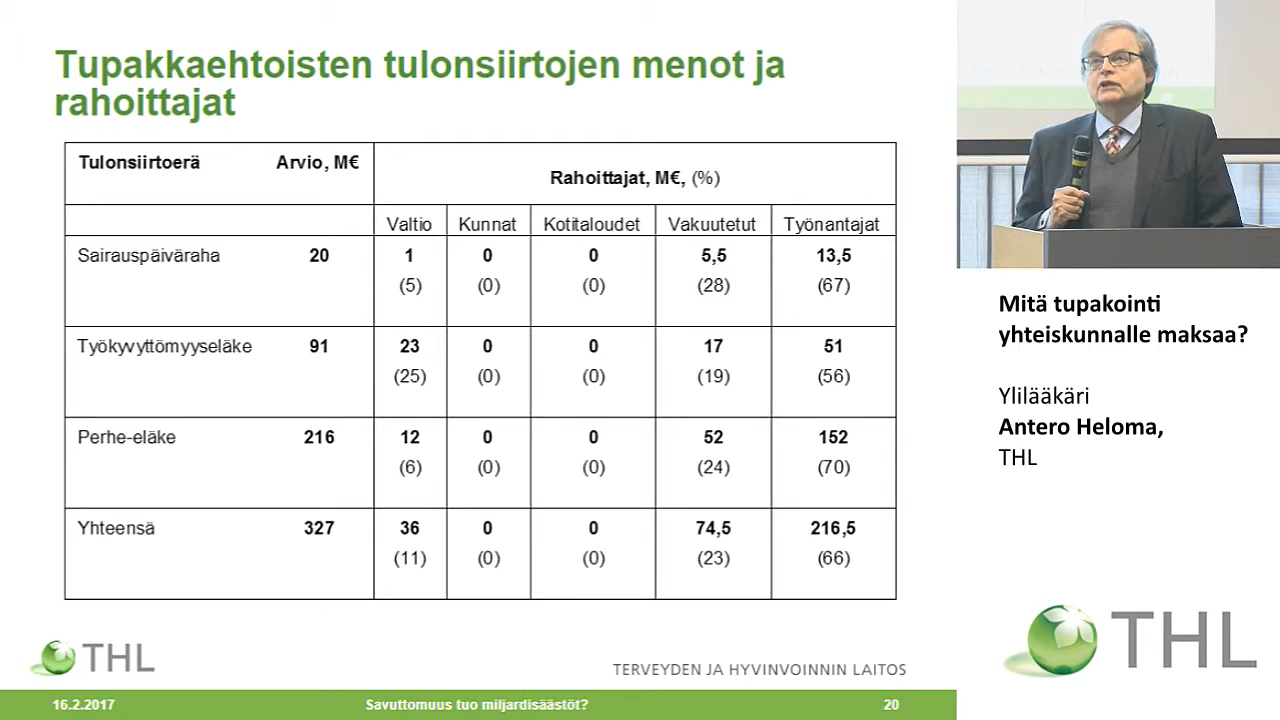 Tupakkaehtoisten tulonsiirtojen menot ja
rahoittajat
Tulonsiirtoerä Arvio, M€ Rahoittajat, M€, (%)
Valtio Kunnat Kotitaloudet Vakuutetut Työnantajat
Sairauspäiväraha 20 1 0 0 5,5 13,5
(5) (0) (0) (28) (67)
Työkyvyttömyyseläke 91 23 0 0 17 51
(25) (0) (0) (19) (56)
Perhe-eläke 216 12 0 0 52 152
(6) (0) (0) (24) (70)
Yhteensä 327 36 0 0 74,5 216,5
(11) (0) (0) (23) (66)
THL
TERVEYDEN JA HYVINVOINNIN LAITOS
16.2.2017 Savuttomuus tuo miljardisäästöt? 20
Mitä tupakointi
yhteiskunnalle maksaa?
Ylilääkäri
Antero Heloma,
THL
THL